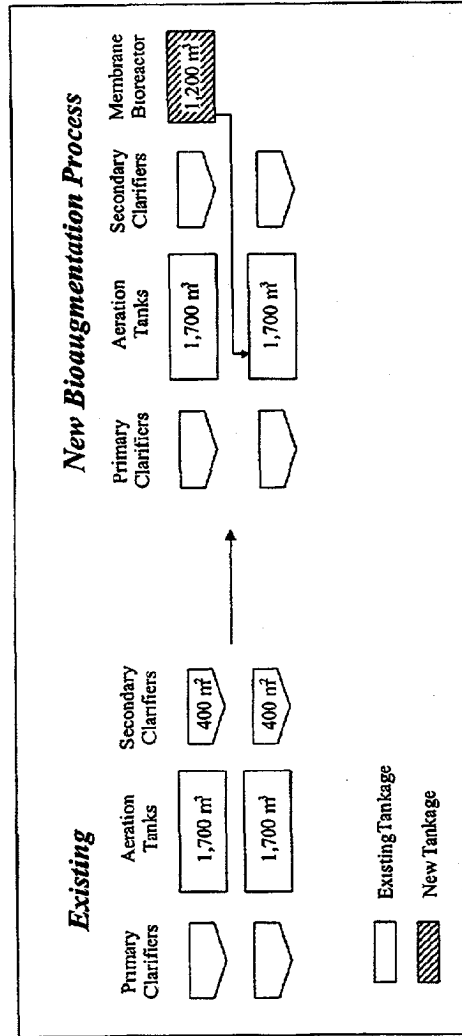 Existing
Primary
Clarifiers
Aeration
Tanks
Secondary
Clarifiers
1,700 m³
400 m²
1,700 m³
400 m²
New Bioaugmentation Process
Primary
Clarifiers
Aeration
Tanks
Secondary
Clarifiers
Membrane
Bioreactor
1,700 m³
1,200 m³
1,700 m³
Existing Tankage
New Tankage